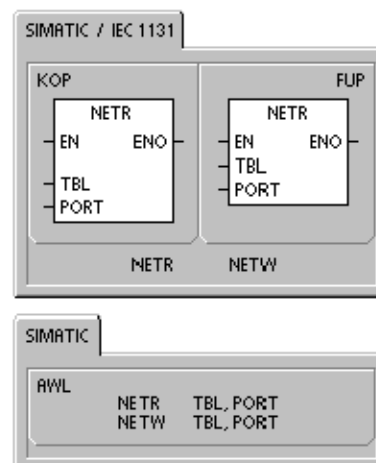 SIMATIC / IEC 1131
KOP
FUP
NETR
EN ENO
TBL
PORT
NETR
EN ENO
TBL
PORT
NETR NETW
SIMATIC
AWL
NETR TBL, PORT
NETW TBL, PORT